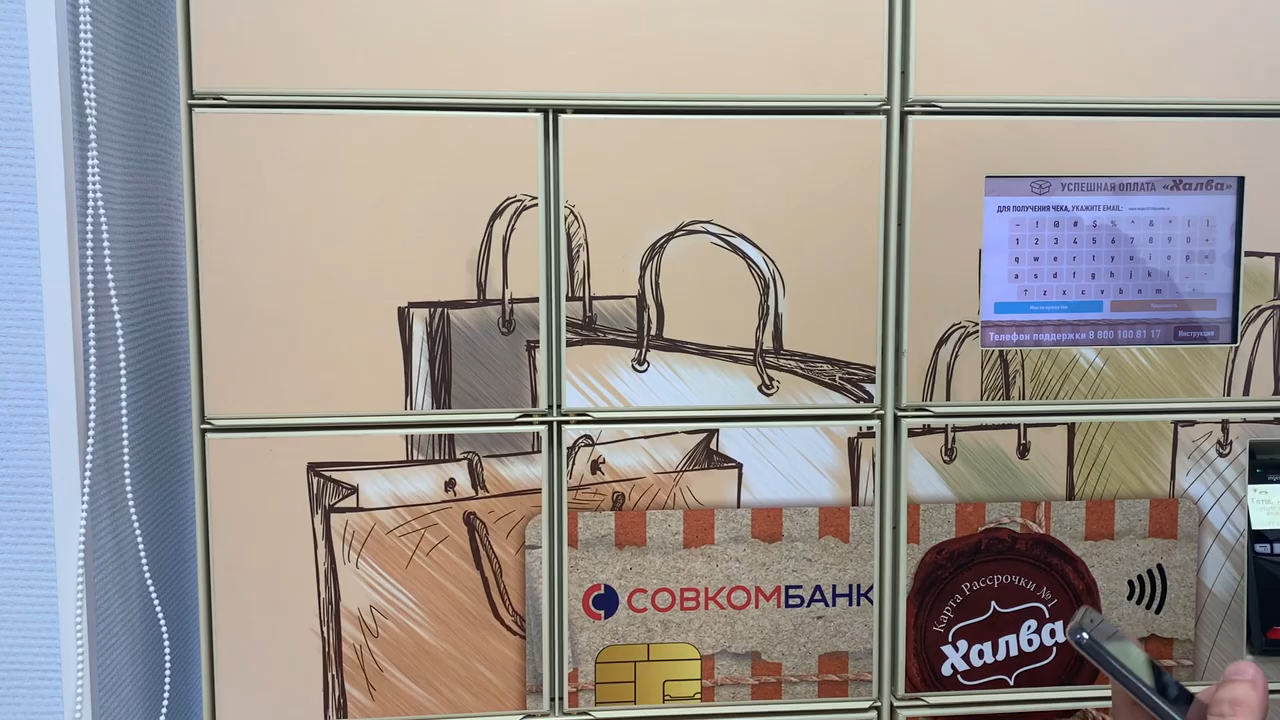 УСПЕШНАЯ ОПЛАТА «Халва»
ДЛЯ ПОЛУЧЕНИЯ ЧЕКА, УКАЖИТЕ EMAIL:
~ ! @ # $ % ^ & * ( )
1 2 3 4 5 6 7 8 9 0 +
q w e r t y u i o p =
a s d f g h j k l _ -
↑ z x c v b n m
Телефон поддержки 8 800 100 81 17 Инструкция
СОВКОМБАНК
Карта Рассрочки №1
Халва